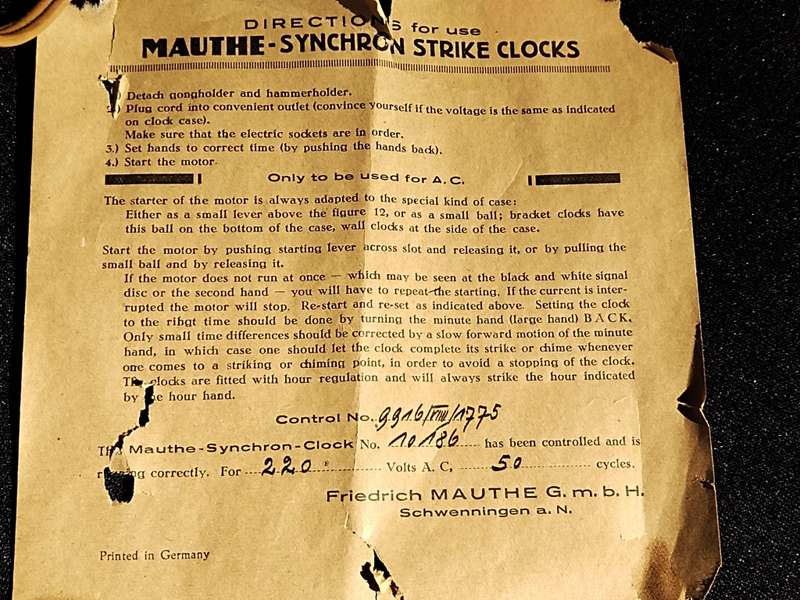 DIRECTIONS for use
MAUTHE-SYNCHRON STRIKE CLOCKS
) Detach gongholder and hammerholder.
2.) Plug cord into convenient outlet (convince yourself if the voltage is the same as indicated
on clock case).
Make sure that the electric sockets are in order.
3.) Set hands to correct time (by pushing the hands back).
4.) Start the motor.
Only to be used for A. C.
The starter of the motor is always adapted to the special kind of case:
Either as a small lever above the figure 12, or as a small ball; bracket clocks have
this ball on the bottom of the case, wall clocks at the side of the case.
Start the motor by pushing starting lever across slot and releasing it, or by pulling the
small ball and by releasing it.
If the motor does not run at once — which may be seen at the black and white signal
disc or the second hand — you will have to repeat the starting. If the current is inter-
rupted the motor will stop. Re-start and re-set as indicated above. Setting the clock
to the ribgt time should be done by turning the minute hand (large hand) BACK.
Only small time differences should be corrected by a slow forward motion of the minute
hand, in which case one should let the clock complete its strike or chime whenever
one comes to a striking or chiming point, in order to avoid a stopping of the clock.
The clocks are fitted with hour regulation and will always strike the hour indicated
by the hour hand.
Control No. 9916/VIII/1775
The Mauthe-Synchron-Clock No. 10186 has been controlled and is
running correctly. For 220 Volts A. C, 50 cycles.
Friedrich MAUTHE G. m. b. H.
Schwenningen a. N.
Printed in Germany